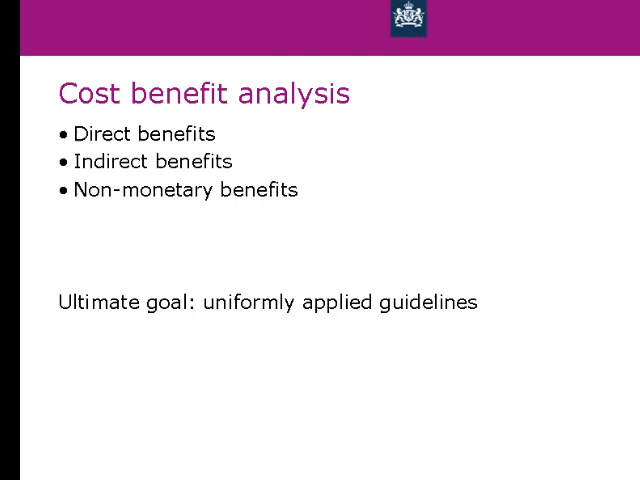 Cost benefit analysis
• Direct benefits
• Indirect benefits
• Non-monetary benefits
Ultimate goal: uniformly applied guidelines